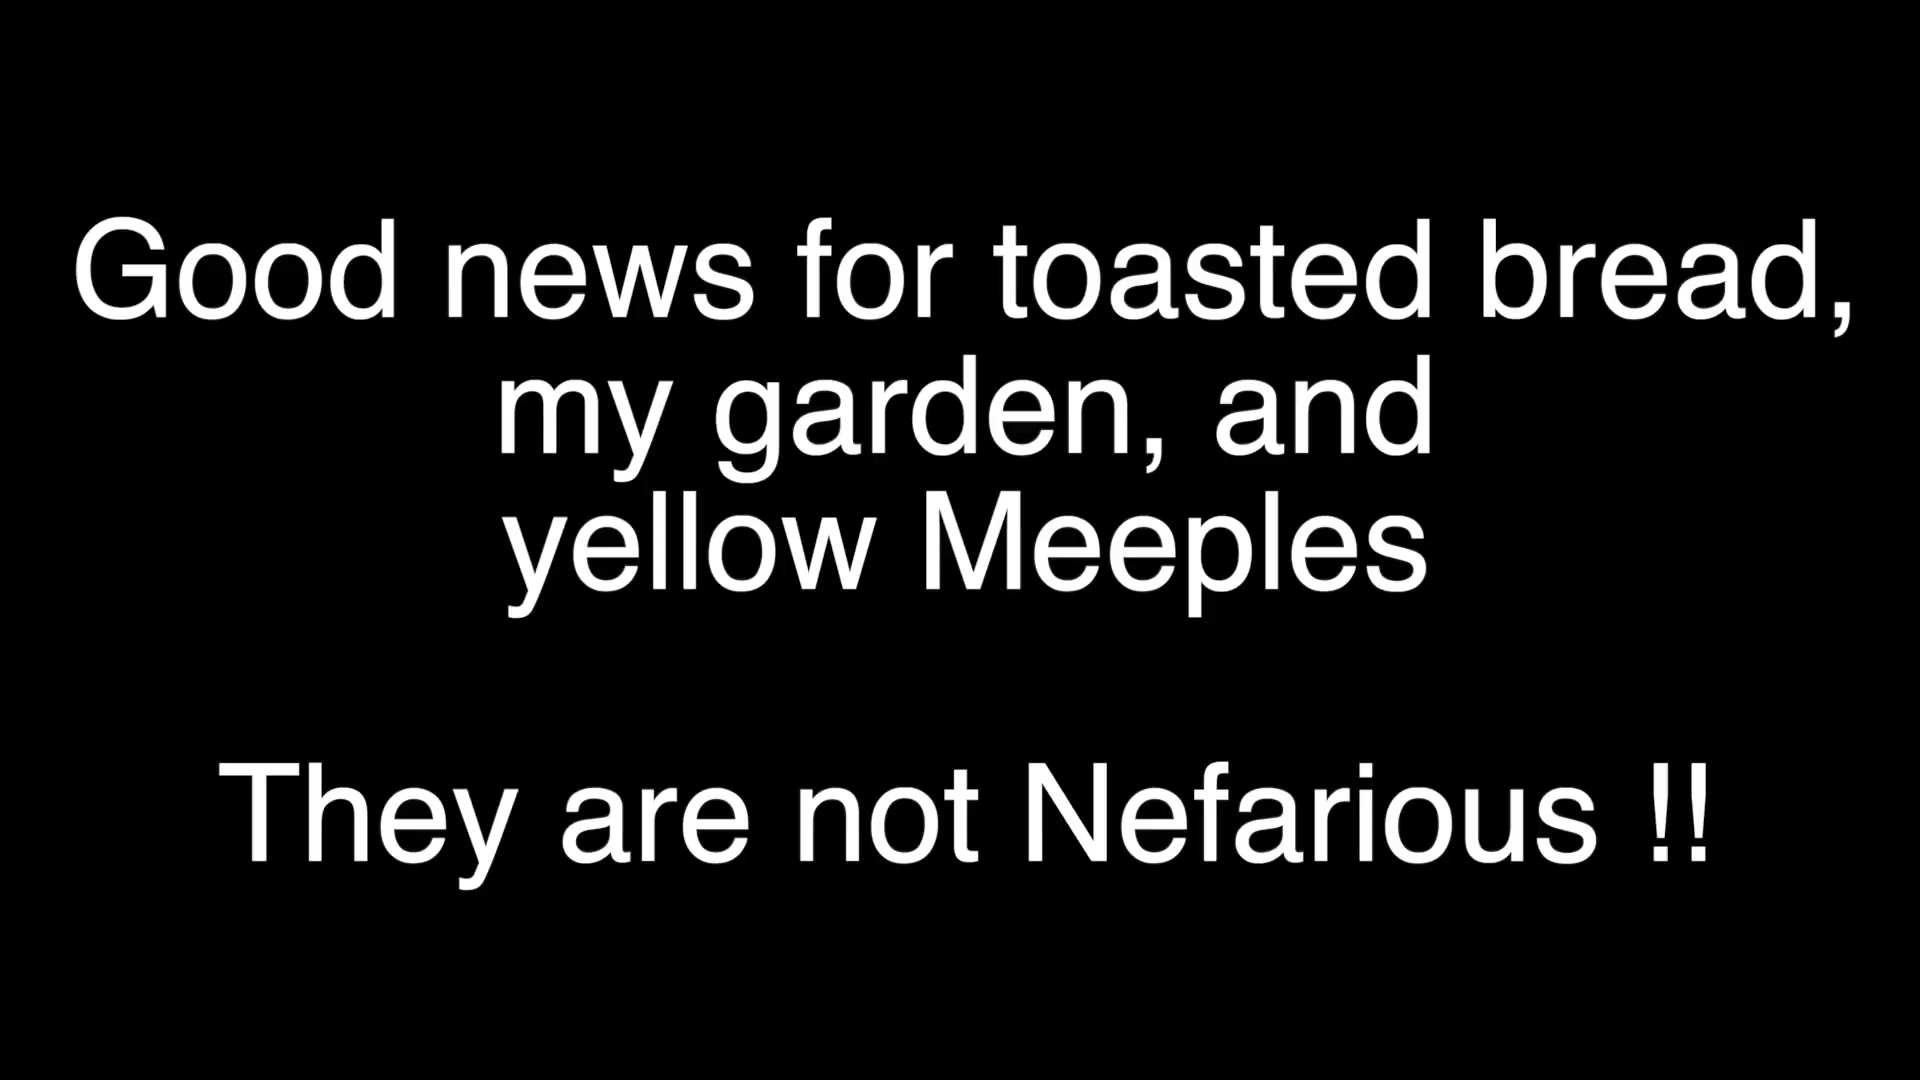 Good news for toasted bread,
my garden, and
yellow Meeples
They are not Nefarious !!